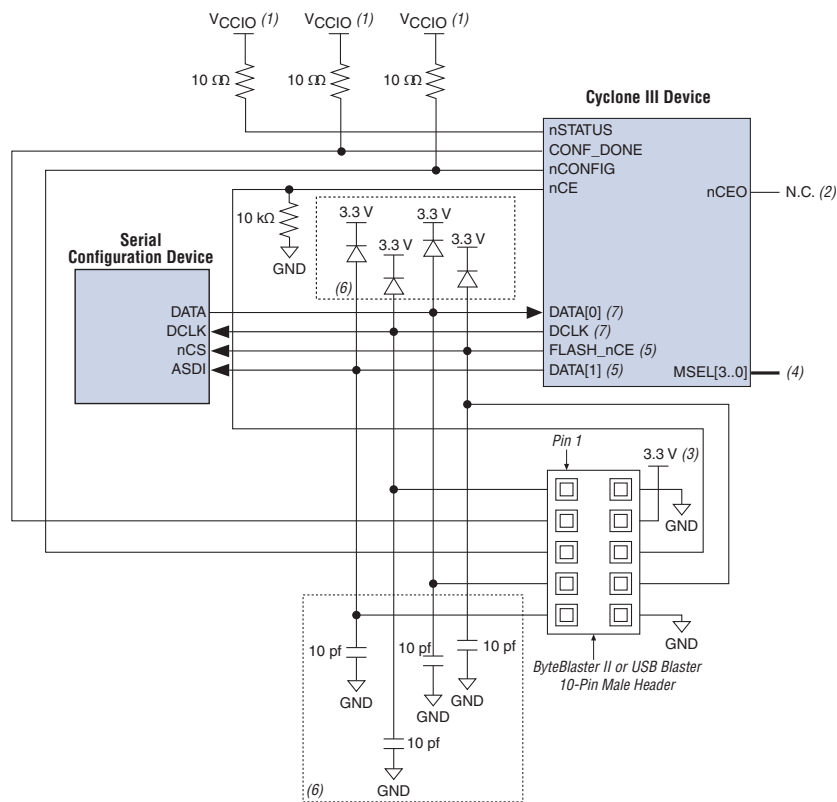 VCCIO (1) VCCIO (1) VCCIO (1)
10 ΩΩ 10 ΩΩ 10 ΩΩ
Cyclone III Device
nSTATUS
CONF_DONE
nCONFIG
nCE
nCEO N.C. (2)
10 kΩ
GND
3.3 V 3.3 V
3.3 V 3.3 V
(6)
Serial
Configuration Device
DATA
DCLK
nCS
ASDI
DATA[0] (7)
DCLK (7)
FLASH_nCE (5)
DATA[1] (5)
MSEL[3..0] (4)
Pin 1
3.3 V (3)
GND
GND
10 pf 10 pf 10 pf
GND GND GND
10 pf
GND
(6)
ByteBlaster II or USB Blaster
10-Pin Male Header